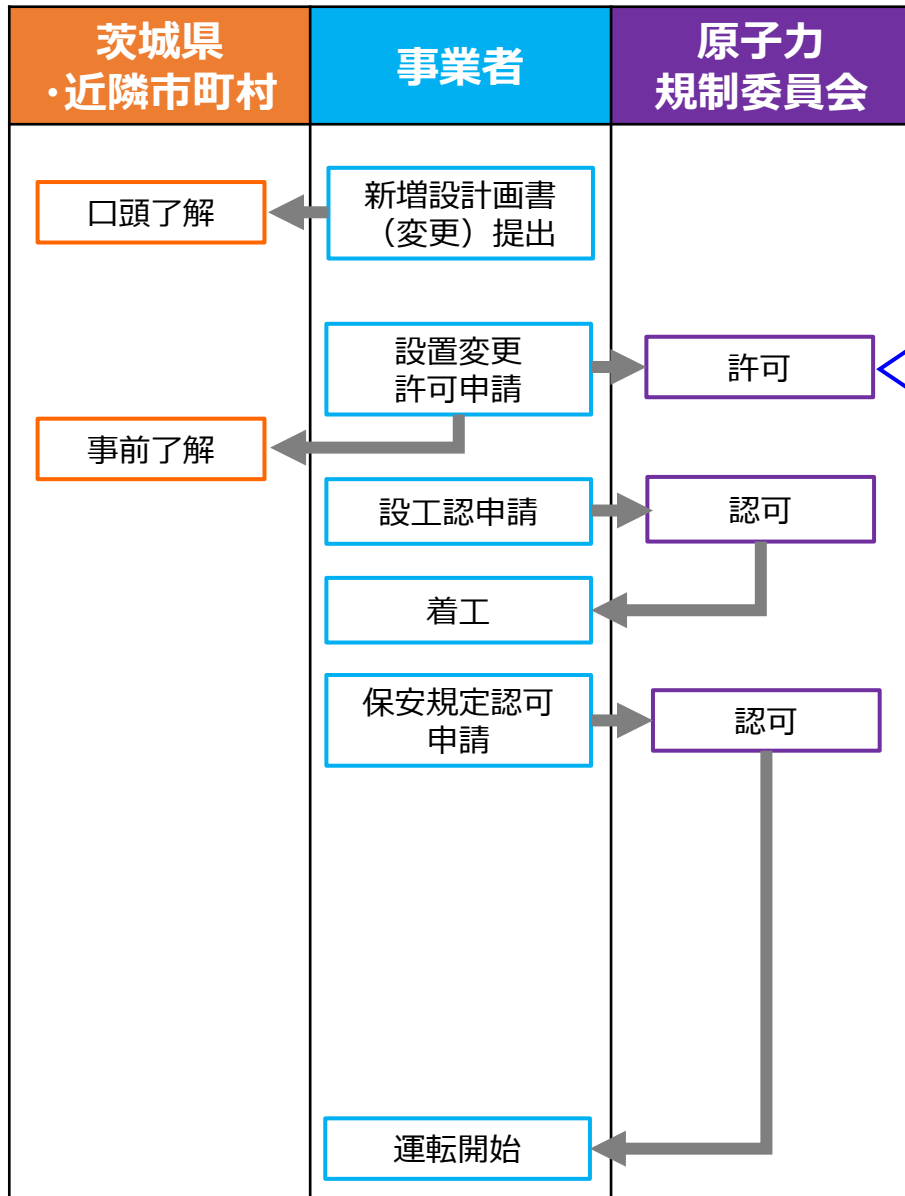 茨城県
・近隣市町村
事業者
原子力
規制委員会
口頭了解
新増設計画書
（変更）提出
設置変更
許可申請
許可
事前了解
設工認申請
認可
着工
保安規定認可
申請
認可
運転開始